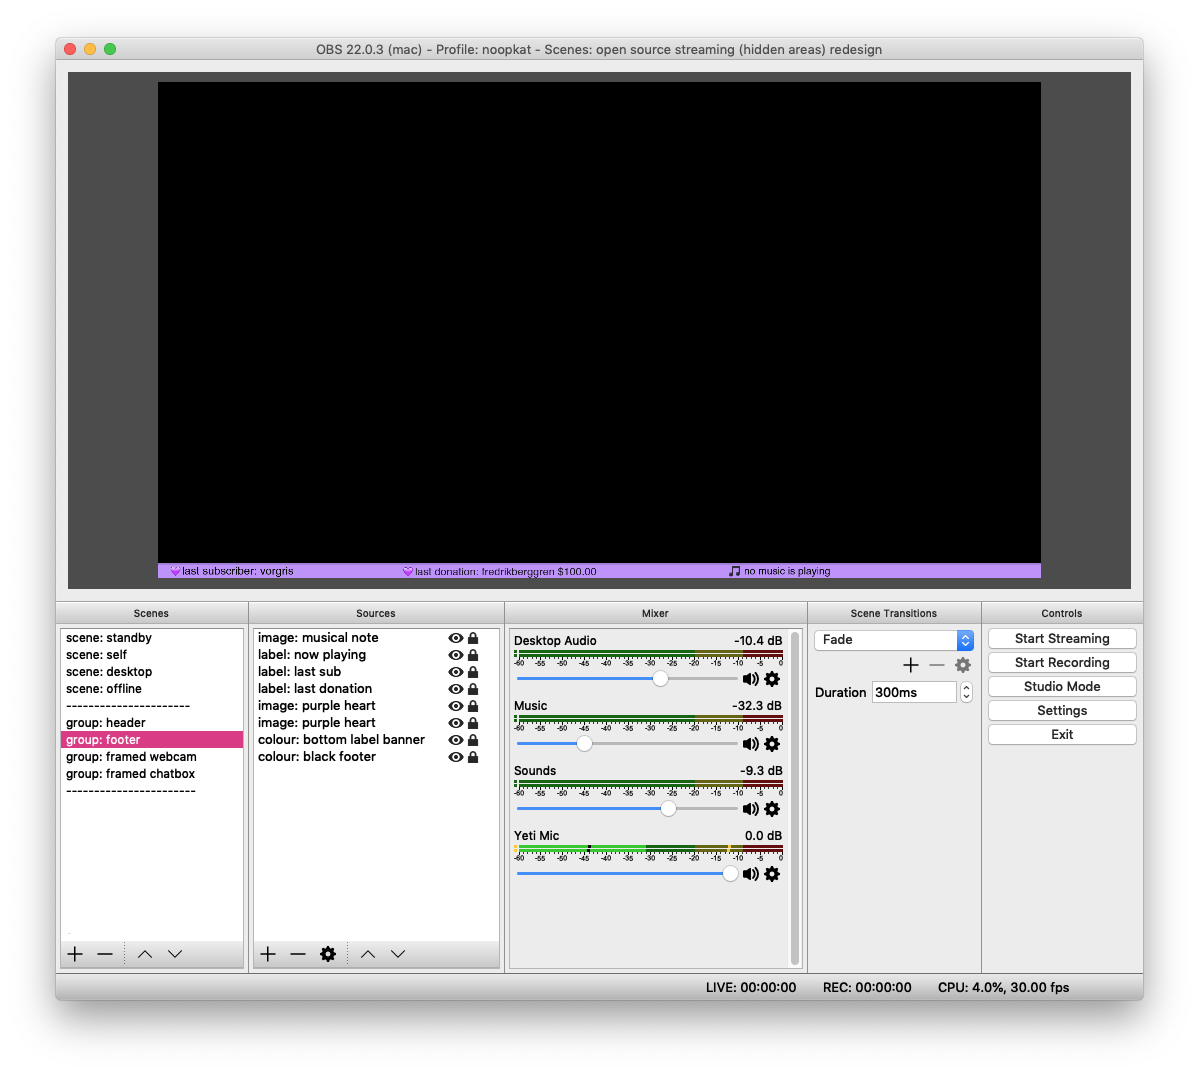 OBS 22.0.3 (mac) - Profile: noopkat - Scenes: open source streaming (hidden areas) redesign
last subscriber: vorgris
last donation: fredrikberggren $100.00
no music is playing
Scenes
scene: standby
scene: self
scene: desktop
scene: offline
----------------------
group: header
group: footer
group: framed webcam
group: framed chatbox
-----------------------
Sources
image: musical note
label: now playing
label: last sub
label: last donation
image: purple heart
image: purple heart
colour: bottom label banner
colour: black footer
Mixer
Desktop Audio -10.4 dB
-60 -55 -50 -45 -40 -35 -30 -25 -20 -15 -10 -5 0
Music -32.3 dB
-60 -55 -50 -45 -40 -35 -30 -25 -20 -15 -10 -5 0
Sounds -9.3 dB
-60 -55 -50 -45 -40 -35 -30 -25 -20 -15 -10 -5 0
Yeti Mic 0.0 dB
-60 -55 -50 -45 -40 -35 -30 -25 -20 -15 -10 -5 0
Scene Transitions
Fade
Duration 300ms
Controls
Start Streaming
Start Recording
Studio Mode
Settings
Exit
LIVE: 00:00:00 REC: 00:00:00 CPU: 4.0%, 30.00 fps